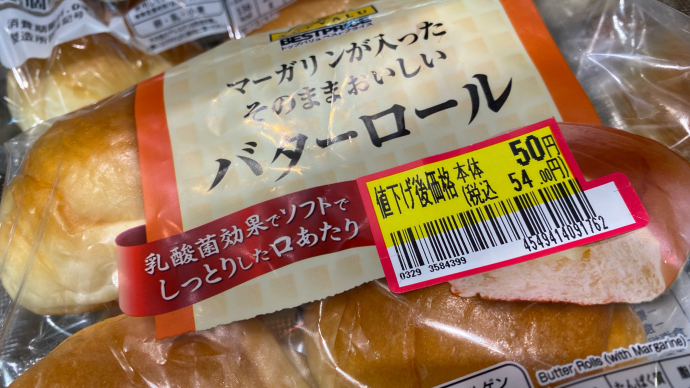 BESTPRICE
マーガリンが入った
そのままおいしい
バターロール
乳酸菌効果でソフトで
しっとりした口あたり
値下げ後価格 本体 50円
(税込 54.00円)
4549414097762
0329 3584399
Butter Rolls (with Margarine)